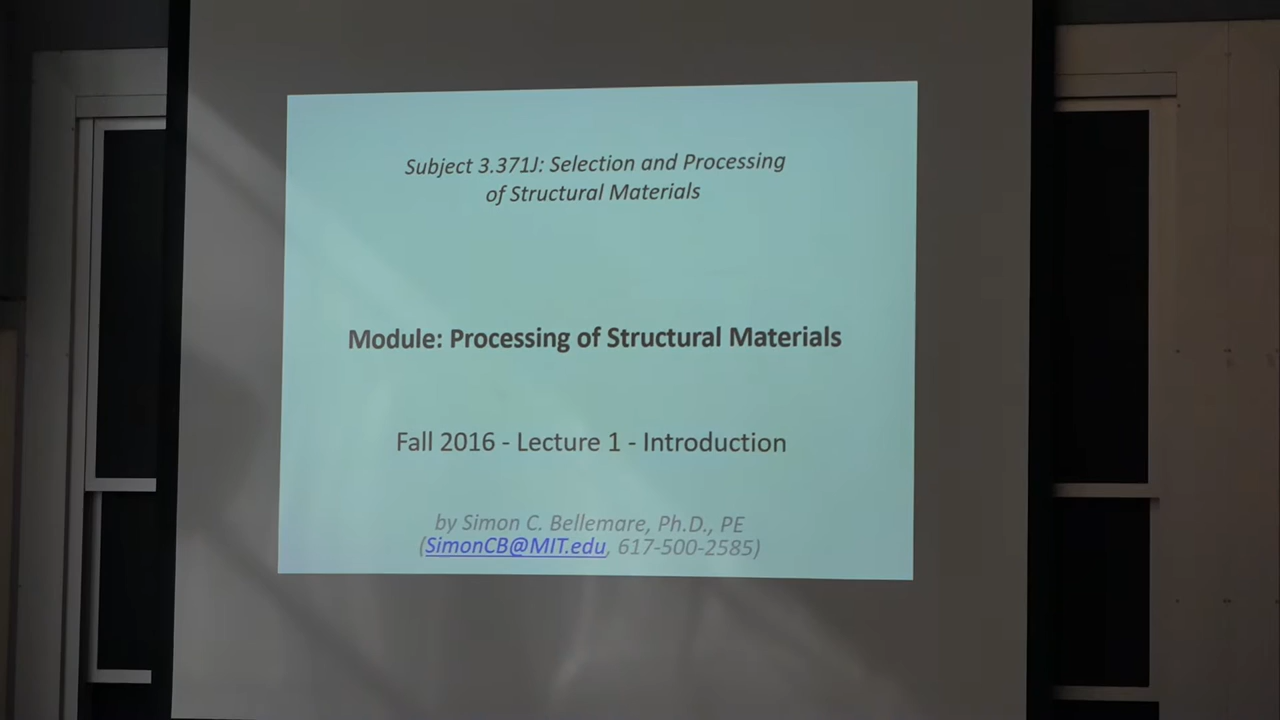 Subject 3.371J: Selection and Processing
of Structural Materials
Module: Processing of Structural Materials
Fall 2016 - Lecture 1 - Introduction
by Simon C. Bellemare, Ph.D., PE
(SimonCB@MIT.edu, 617-500-2585)